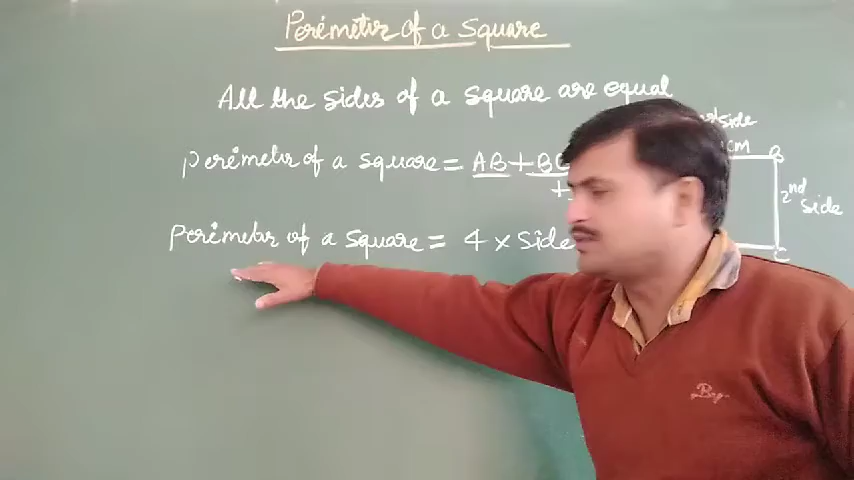 Perimeter of a Square
All the sides of a square are equal
side
cm
B
Perimeter of a square = AB + BC
+
2nd
side
Perimeter of a square = 4 × side
C